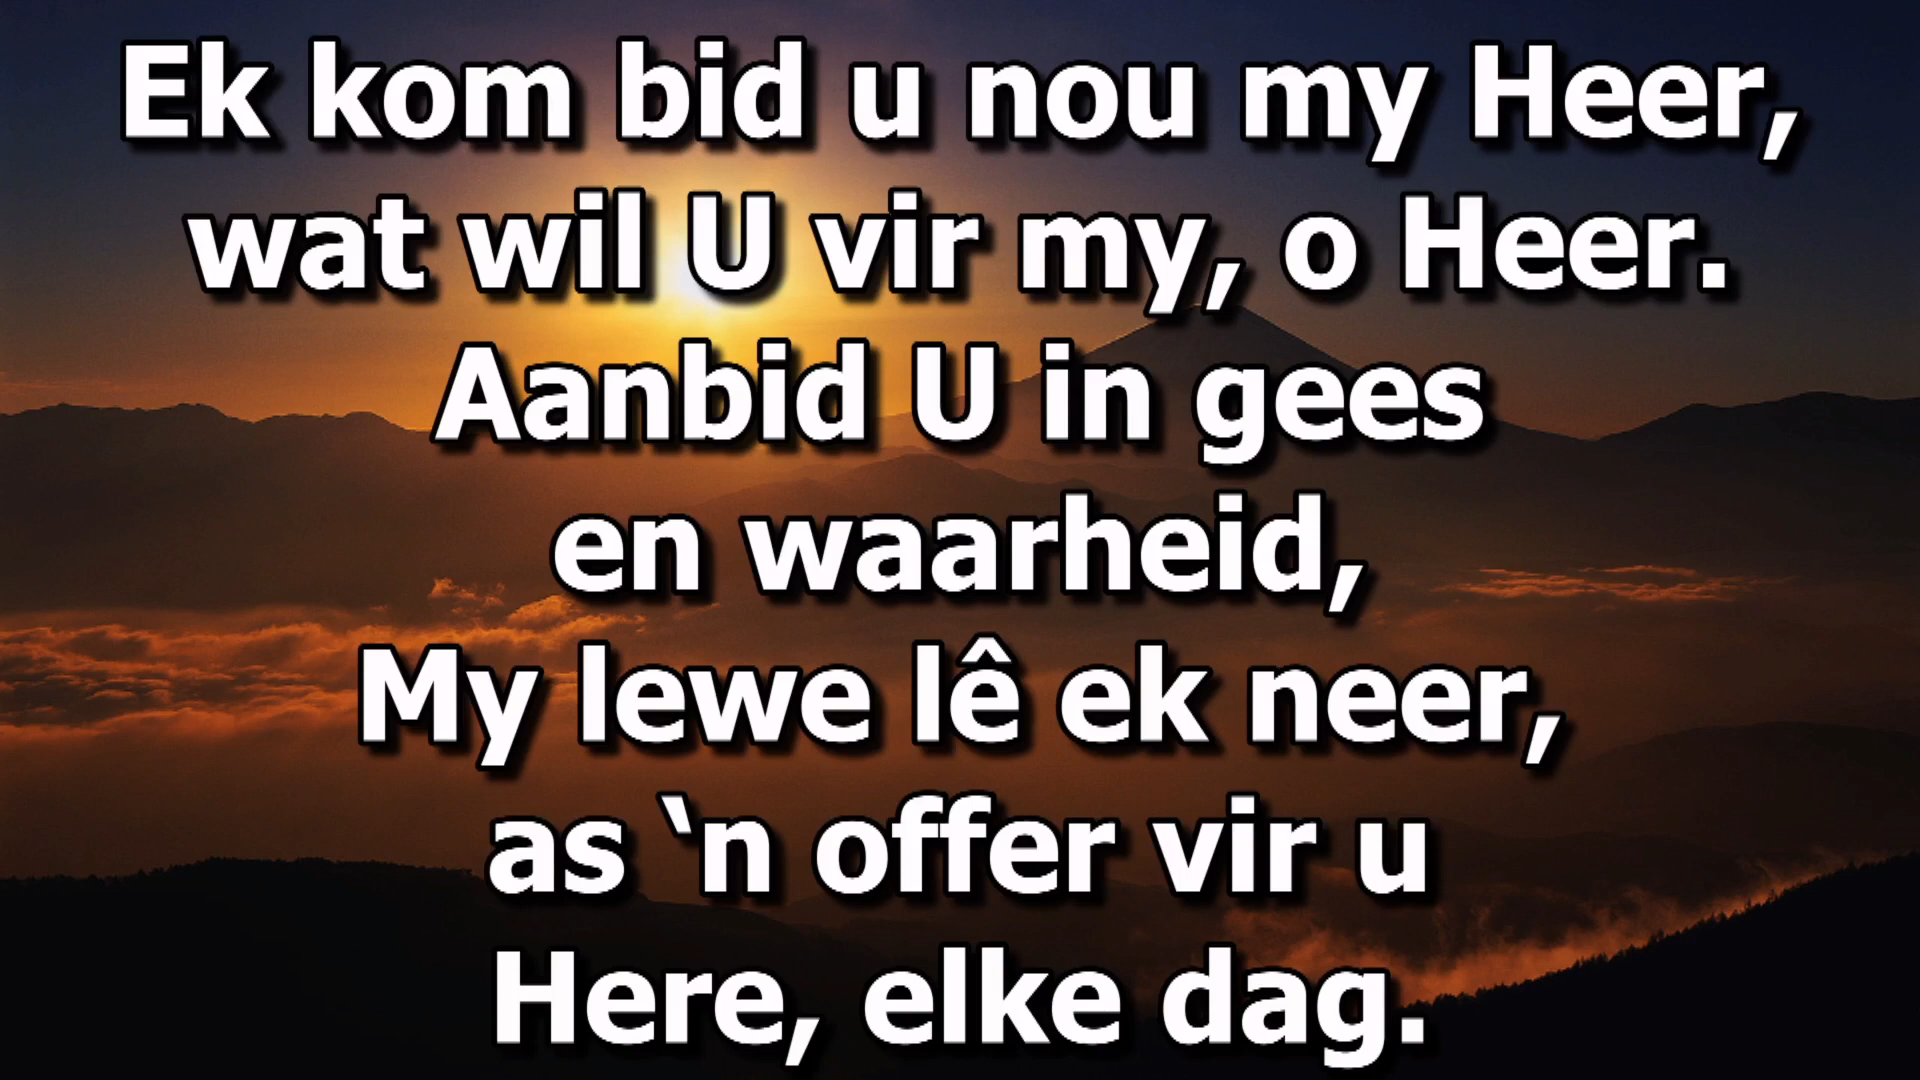 Ek kom bid u nou my Heer,
wat wil U vir my, o Heer.
Aanbid U in gees
en waarheid,
My lewe lê ek neer,
as ‘n offer vir u
Here, elke dag.